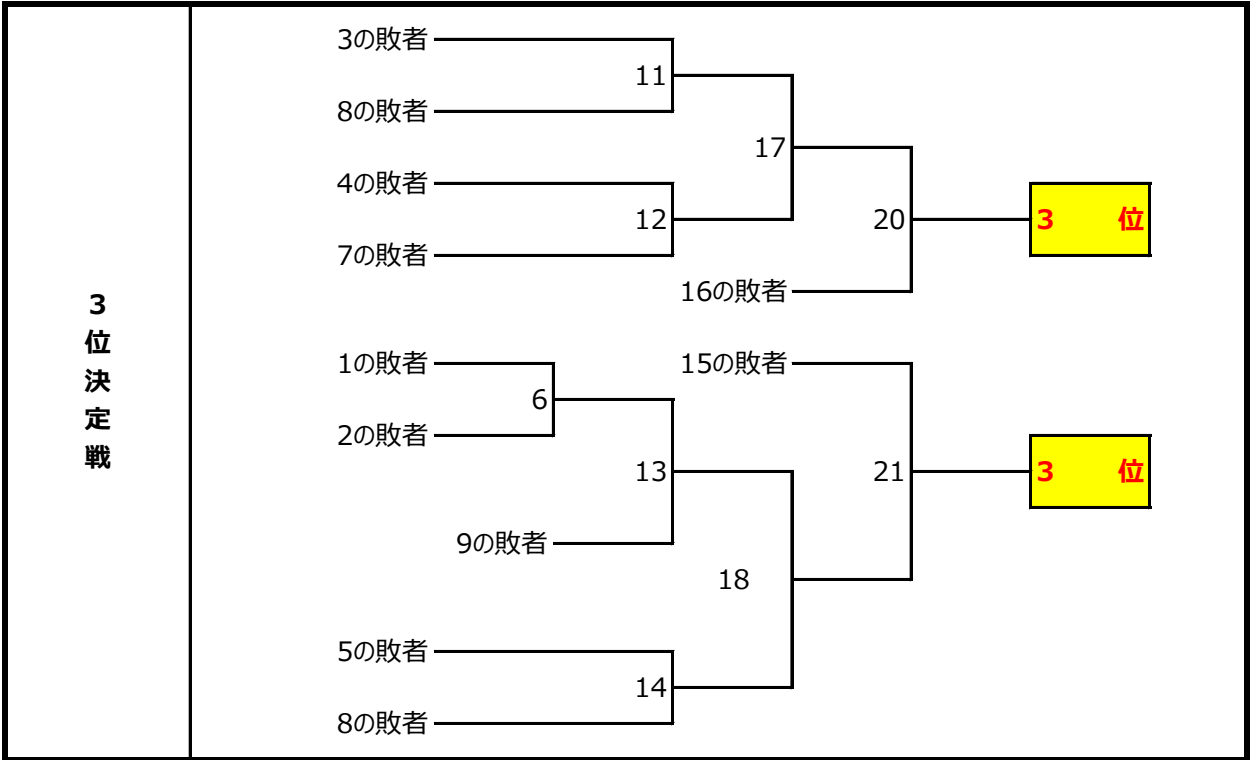 3位決定戦
3の敗者
11
8の敗者
17
4の敗者
12
20
3 位
7の敗者
16の敗者
1の敗者
15の敗者
6
2の敗者
13
21
3 位
9の敗者
18
5の敗者
14
8の敗者